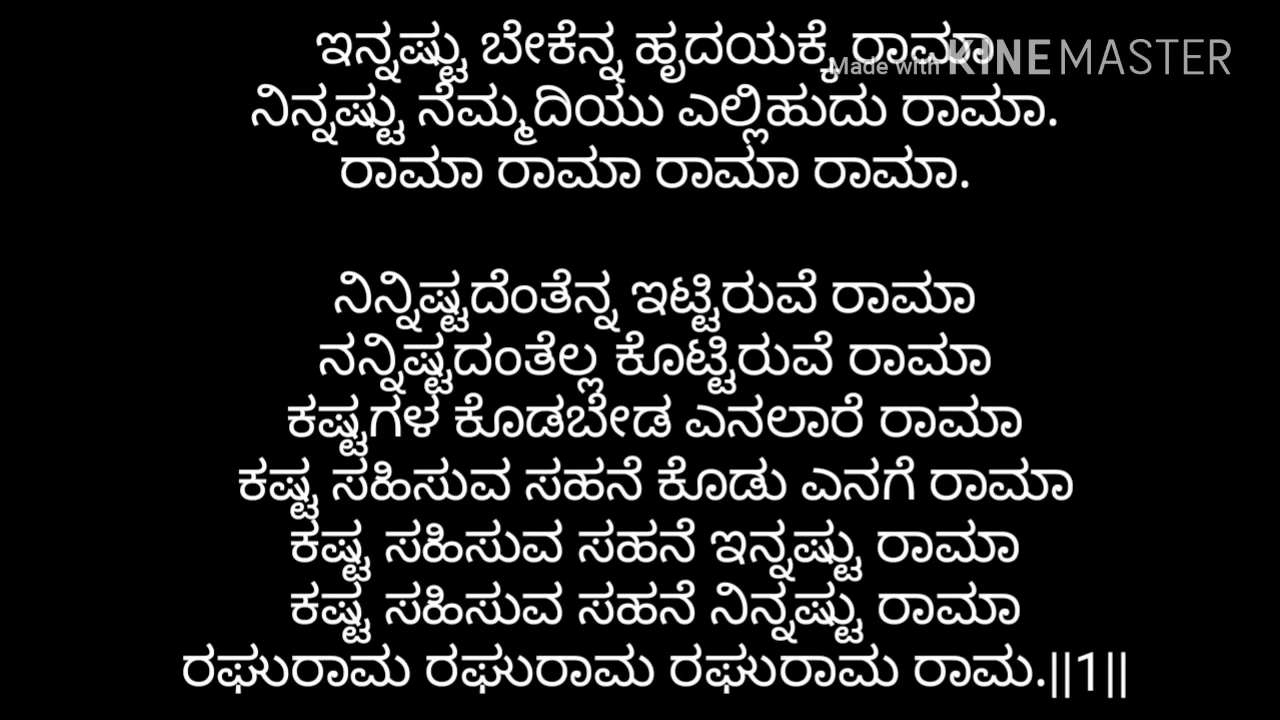 ಇನ್ನಷ್ಟು ಬೇಕೆನ್ನ ಹೃದಯಕ್ಕೆ ರಾಮಾ
Made with KINEMASTER
ನಿನ್ನಷ್ಟು ನೆಮ್ಮದಿಯು ಎಲ್ಲಿಹುದು ರಾಮಾ.
ರಾಮಾ ರಾಮಾ ರಾಮಾ ರಾಮಾ.
ನಿನ್ನಿಷ್ಟದೆಂತೆನ್ನ ಇಟ್ಟಿರುವೆ ರಾಮಾ
ನನ್ನಿಷ್ಟದಂತೆಲ್ಲ ಕೊಟ್ಟಿರುವೆ ರಾಮಾ
ಕಷ್ಟಗಳ ಕೊಡಬೇಡ ಎನಲಾರೆ ರಾಮಾ
ಕಷ್ಟ ಸಹಿಸುವ ಸಹನೆ ಕೊಡು ಎನಗೆ ರಾಮಾ
ಕಷ್ಟ ಸಹಿಸುವ ಸಹನೆ ಇನ್ನಷ್ಟು ರಾಮಾ
ಕಷ್ಟ ಸಹಿಸುವ ಸಹನೆ ನಿನ್ನಷ್ಟು ರಾಮಾ
ರಘುರಾಮ ರಘುರಾಮ ರಘುರಾಮ ರಾಮ.||1||